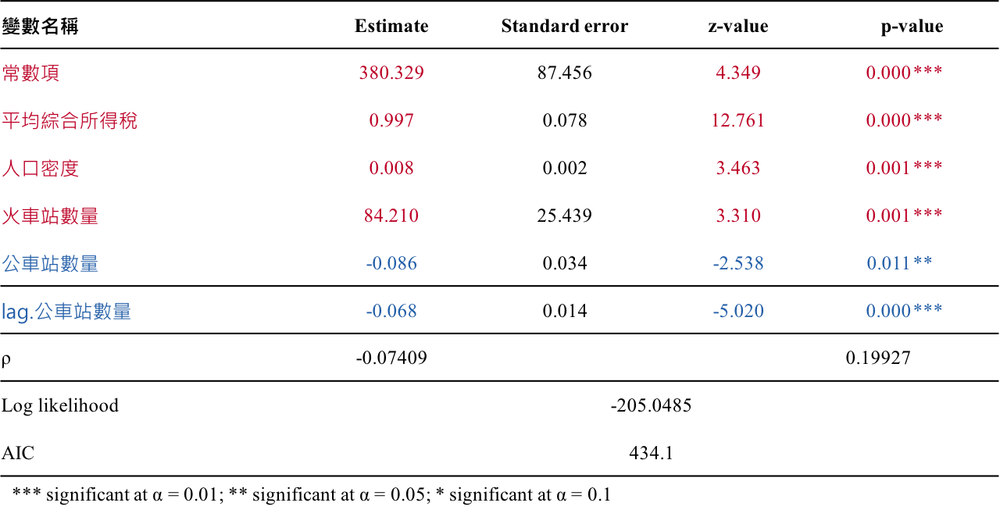 變數名稱 Estimate Standard error z-value p-value
常數項 380.329 87.456 4.349 0.000***
平均綜合所得稅 0.997 0.078 12.761 0.000***
人口密度 0.008 0.002 3.463 0.001***
火車站數量 84.210 25.439 3.310 0.001***
公車站數量 -0.086 0.034 -2.538 0.011**
lag.公車站數量 -0.068 0.014 -5.020 0.000***
ρ -0.07409 0.19927
Log likelihood -205.0485
AIC 434.1
*** significant at α = 0.01; ** significant at α = 0.05; * significant at α = 0.1